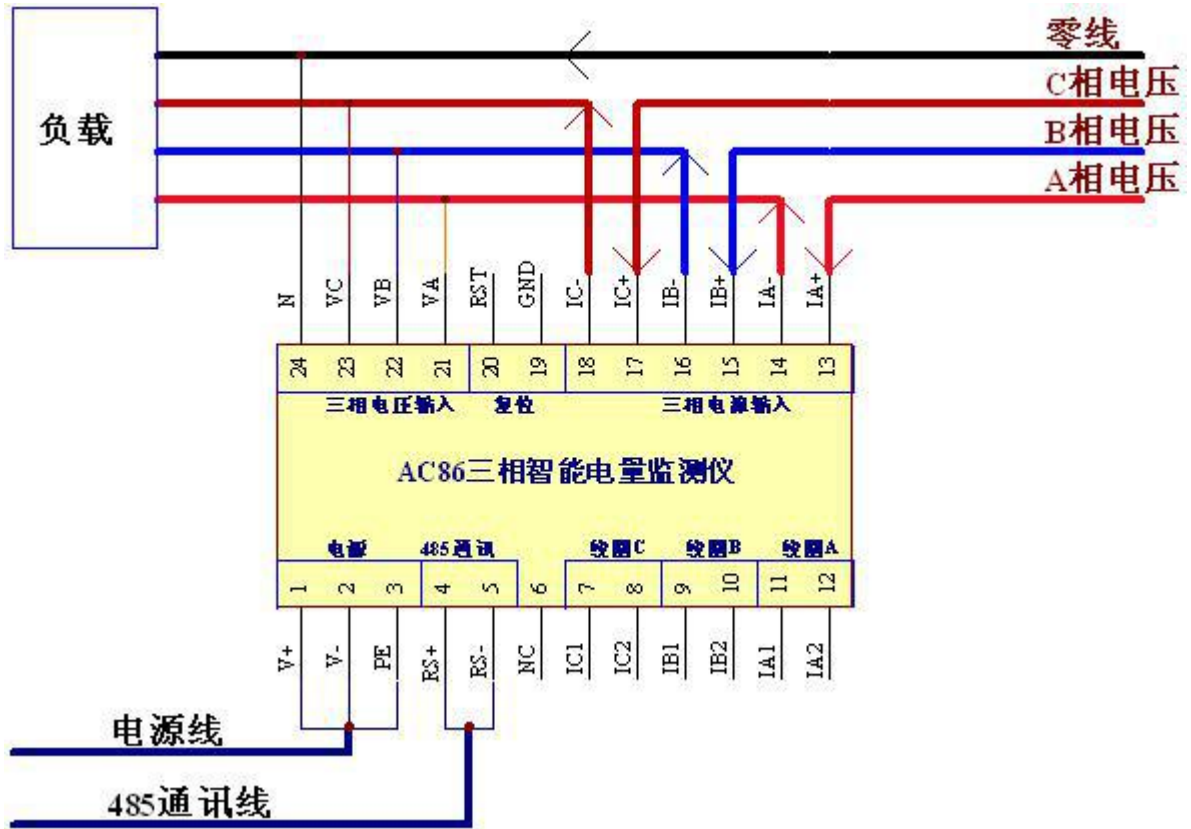 零线
C相电压
B相电压
A相电压
负载
N
VC
VB
VA
RST
GND
IC-
IC+
IB-
IB+
IA-
IA+
24
23
22
21
20
19
18
17
16
15
14
13
三相电压输入
复位
三相电源输入
AC86三相智能电量监测仪
电源
485通讯
线圈C
线圈B
线圈A
1
2
3
4
5
6
7
8
9
10
11
12
V+
V-
PE
RS+
RS-
NC
IC1
IC2
IB1
IB2
IA1
IA2
电源线
485通讯线